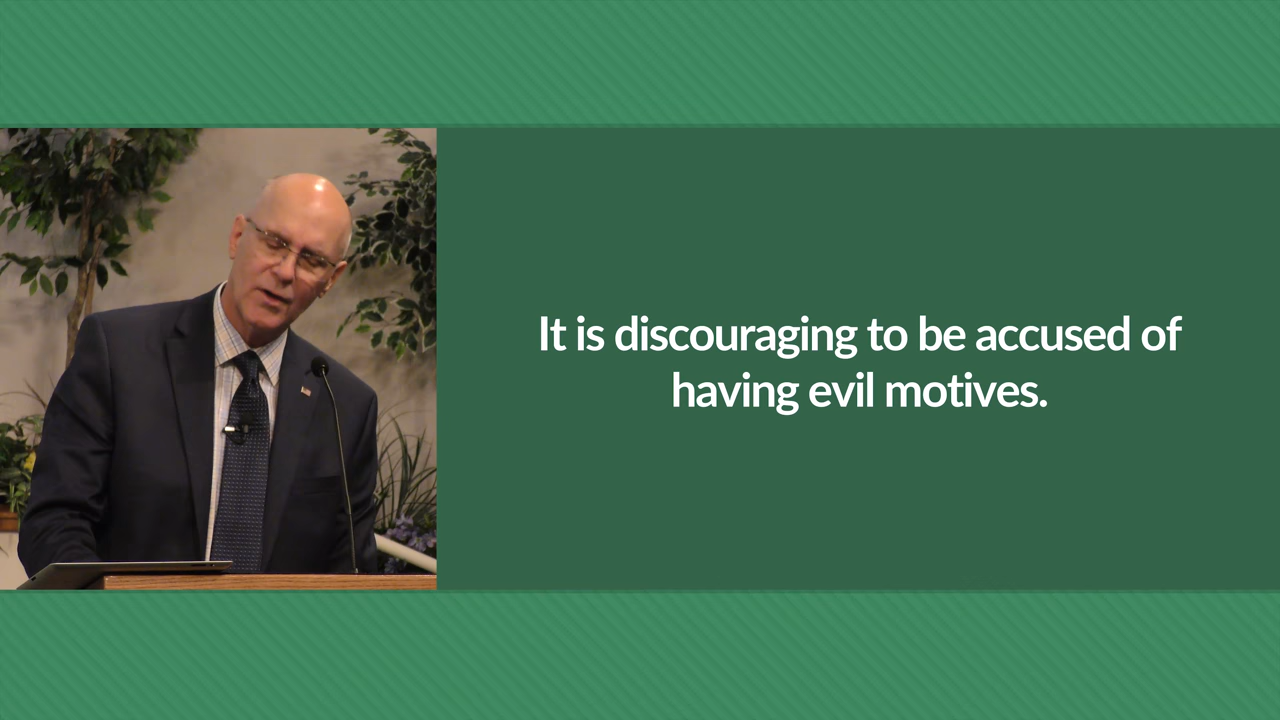 It is discouraging to be accused of
having evil motives.